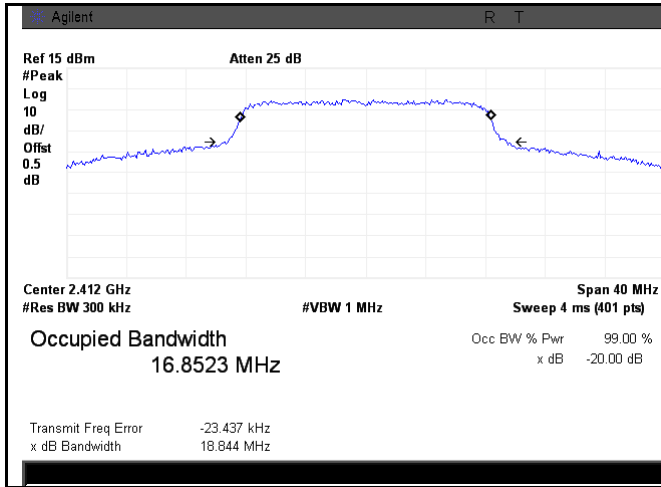 Agilent R T
Ref 15 dBm Atten 25 dB
#Peak
Log
10
dB/
Offst
0.5
dB
Center 2.412 GHz Span 40 MHz
#Res BW 300 kHz #VBW 1 MHz Sweep 4 ms (401 pts)
Occupied Bandwidth Occ BW % Pwr 99.00 %
16.8523 MHz x dB -20.00 dB
Transmit Freq Error -23.437 kHz
x dB Bandwidth 18.844 MHz